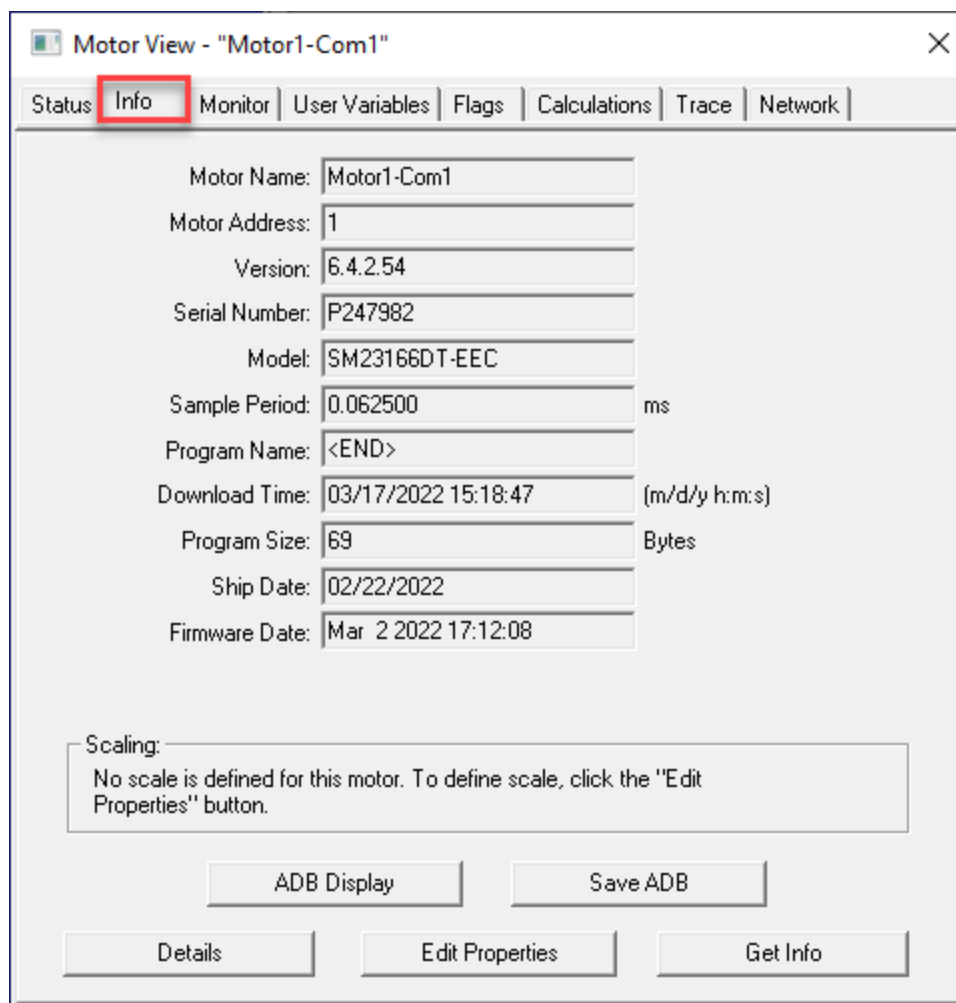 Motor View - "Motor1-Com1"
Status Info Monitor User Variables Flags Calculations Trace Network
Motor Name: Motor1-Com1
Motor Address: 1
Version: 6.4.2.54
Serial Number: P247982
Model: SM23166DT-EEC
Sample Period: 0.062500 ms
Program Name: <END>
Download Time: 03/17/2022 15:18:47 (m/d/y h:m:s)
Program Size: 69 Bytes
Ship Date: 02/22/2022
Firmware Date: Mar  2 2022 17:12:08
Scaling:
No scale is defined for this motor. To define scale, click the "Edit
Properties" button.
ADB Display Save ADB
Details Edit Properties Get Info